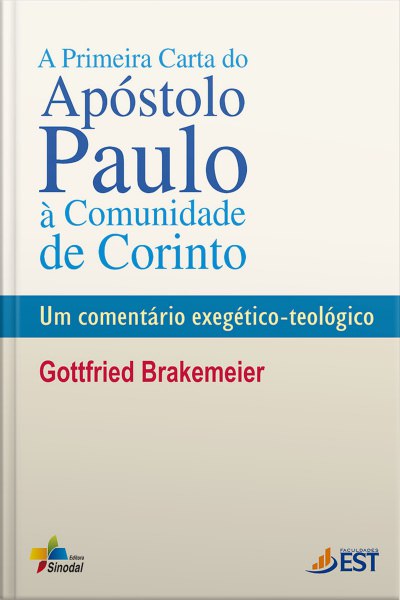 A Primeira Carta do
Apóstolo
Paulo
à Comunidade
de Corinto
Um comentário exegético-teológico
Gottfried Brakemeier
Editora
Sinodal
FACULDADES
EST